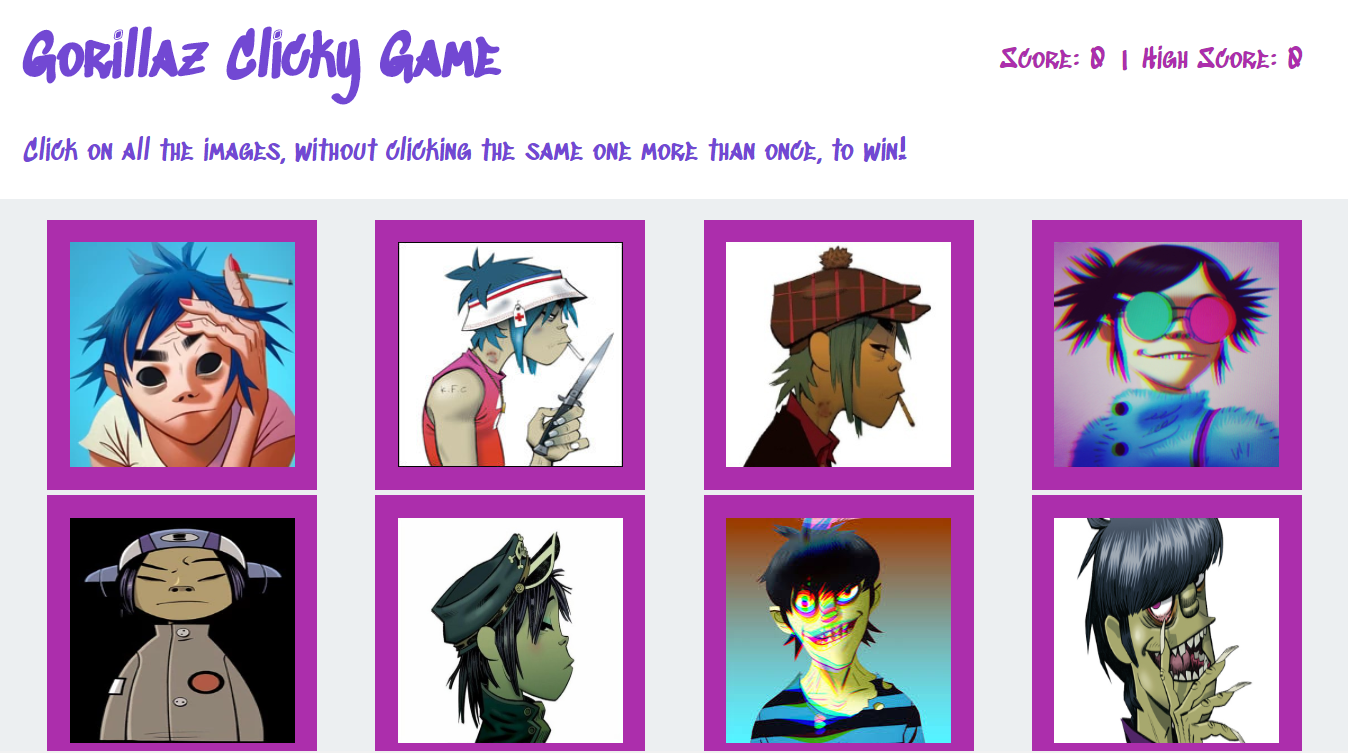 Gorillaz Clicky Game
Score: 0 | High Score: 0
Click on all the images, without clicking the same one more than once, to win!
K.F.C